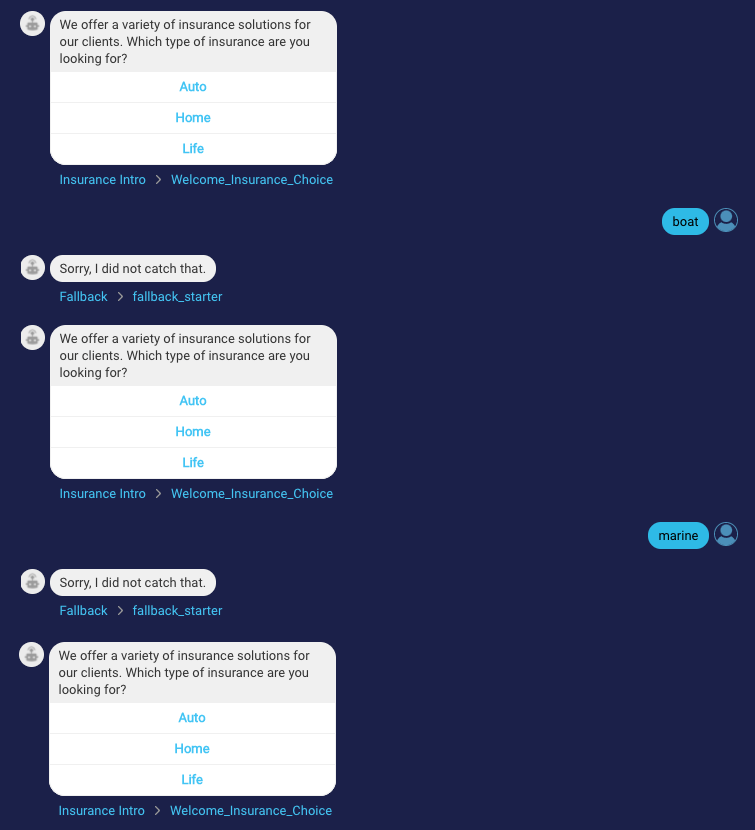 We offer a variety of insurance solutions for
our clients. Which type of insurance are you
looking for?
Auto
Home
Life
Insurance Intro > Welcome_Insurance_Choice
boat
Sorry, I did not catch that.
Fallback > fallback_starter
We offer a variety of insurance solutions for
our clients. Which type of insurance are you
looking for?
Auto
Home
Life
Insurance Intro > Welcome_Insurance_Choice
marine
Sorry, I did not catch that.
Fallback > fallback_starter
We offer a variety of insurance solutions for
our clients. Which type of insurance are you
looking for?
Auto
Home
Life
Insurance Intro > Welcome_Insurance_Choice